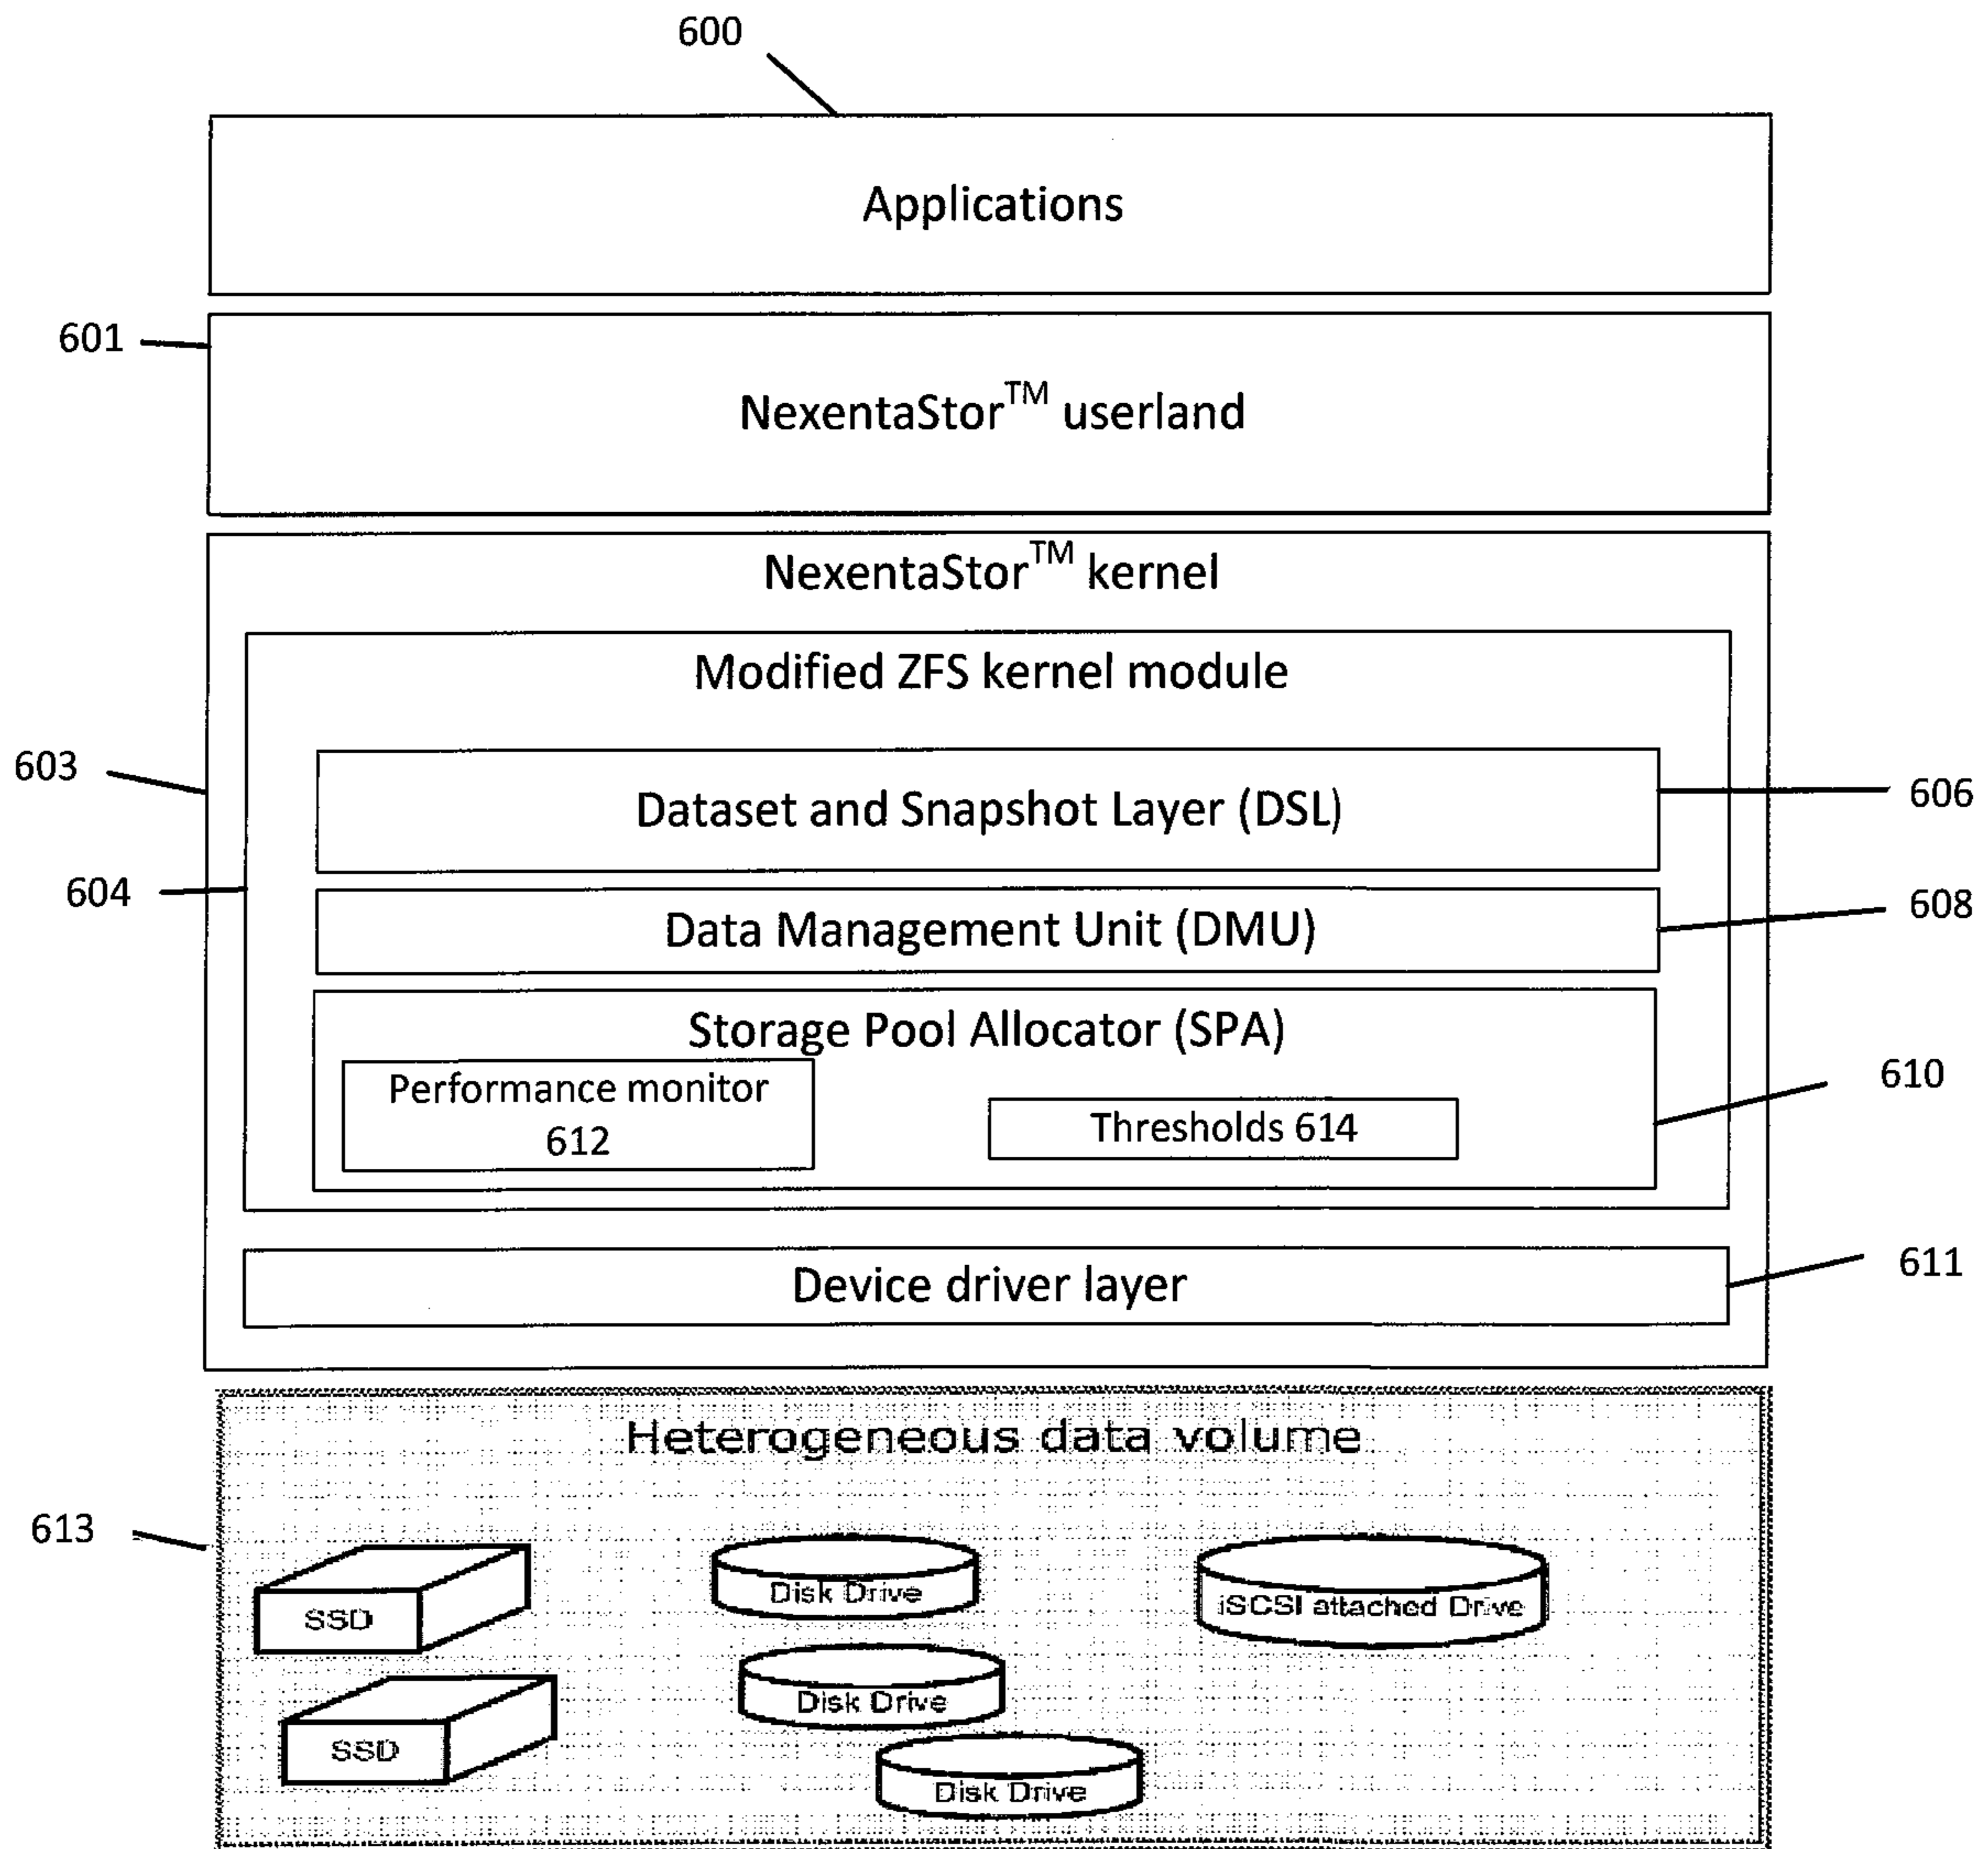 600
Applications
601
NexentaStor™ userland
NexentaStor™ kernel
Modified ZFS kernel module
603
Dataset and Snapshot Layer (DSL)
606
604
Data Management Unit (DMU)
608
Storage Pool Allocator (SPA)
610
Performance monitor
612
Thresholds 614
Device driver layer
611
Heterogeneous data volume
613
SSD
Disk Drive
iSCSI attached Drive
SSD
Disk Drive
Disk Drive